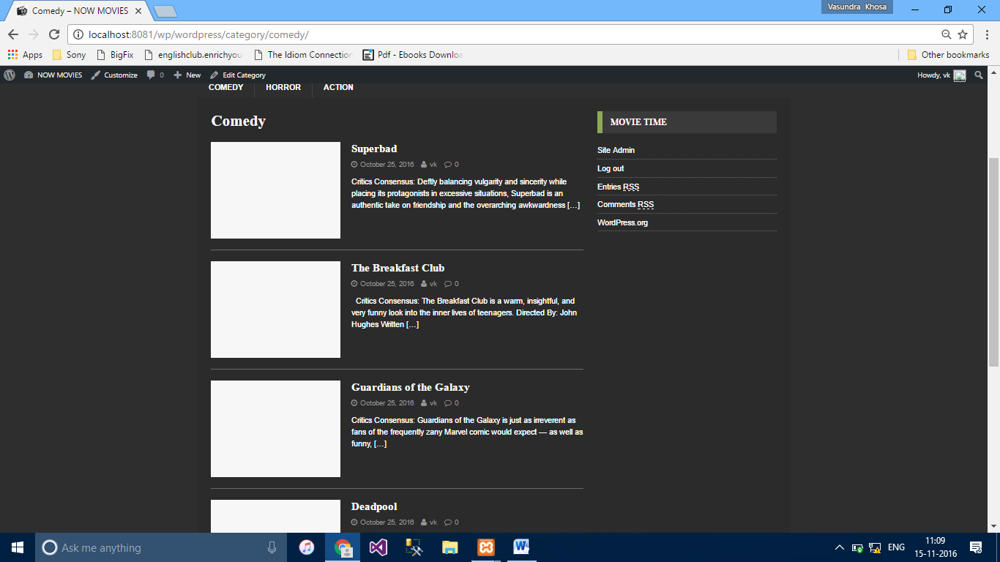 Comedy – NOW MOVIES
Vasundra Khosa
localhost:8081/wp/wordpress/category/comedy/
Apps
Sony
BigFix
englishclub.enrichyou
The Idiom Connection
Pdf - Ebooks Downloa
Other bookmarks
NOW MOVIES
Customize
0
New
Edit Category
Howdy, vk
COMEDY
HORROR
ACTION
Comedy
Superbad
October 25, 2016 vk 0
Critics Consensus: Deftly balancing vulgarity and sincerity while
placing its protagonists in excessive situations, Superbad is an
authentic take on friendship and the overarching awkwardness […]
The Breakfast Club
October 25, 2016 vk 0
Critics Consensus: The Breakfast Club is a warm, insightful, and
very funny look into the inner lives of teenagers. Directed By: John
Hughes Written […]
Guardians of the Galaxy
October 25, 2016 vk 0
Critics Consensus: Guardians of the Galaxy is just as irreverent as
fans of the frequently zany Marvel comic would expect — as well as
funny, […]
Deadpool
October 25, 2016 vk 0
MOVIE TIME
Site Admin
Log out
Entries RSS
Comments RSS
WordPress.org
Ask me anything
ENG
11:09
15-11-2016